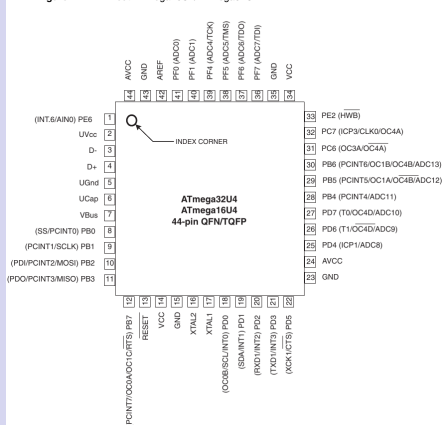 AVCC
GND
AREF
PF0 (ADC0)
PF1 (ADC1)
PF4 (ADC4/TCK)
PF5 (ADC5/TMS)
PF6 (ADC6/TDO)
PF7 (ADC7/TDI)
GND
VCC
44
43
42
41
40
39
38
37
36
35
34
(INT.6/AIN0) PE6 1
UVcc 2
D- 3
D+ 4
UGnd 5
UCap 6
VBus 7
(SS/PCINT0) PB0 8
(PCINT1/SCLK) PB1 9
(PDI/PCINT2/MOSI) PB2 10
(PDO/PCINT3/MISO) PB3 11
INDEX CORNER
ATmega32U4
ATmega16U4
44-pin QFN/TQFP
33 PE2 (HWB)
32 PC7 (ICP3/CLK0/OC4A)
31 PC6 (OC3A/OC4A)
30 PB6 (PCINT6/OC1B/OC4B/ADC13)
29 PB5 (PCINT5/OC1A/OC4B/ADC12)
28 PB4 (PCINT4/ADC11)
27 PD7 (T0/OC4D/ADC10)
26 PD6 (T1/OC4D/ADC9)
25 PD4 (ICP1/ADC8)
24 AVCC
23 GND
12
13
14
15
16
17
18
19
20
21
22
PCINT7/OC0A/OC1C/RTS) PB7
RESET
VCC
GND
XTAL2
XTAL1
(OC0B/SCL/INT0) PD0
(SDA/INT1) PD1
(RXD1/INT2) PD2
(TXD1/INT3) PD3
(XCK1/CTS) PD5